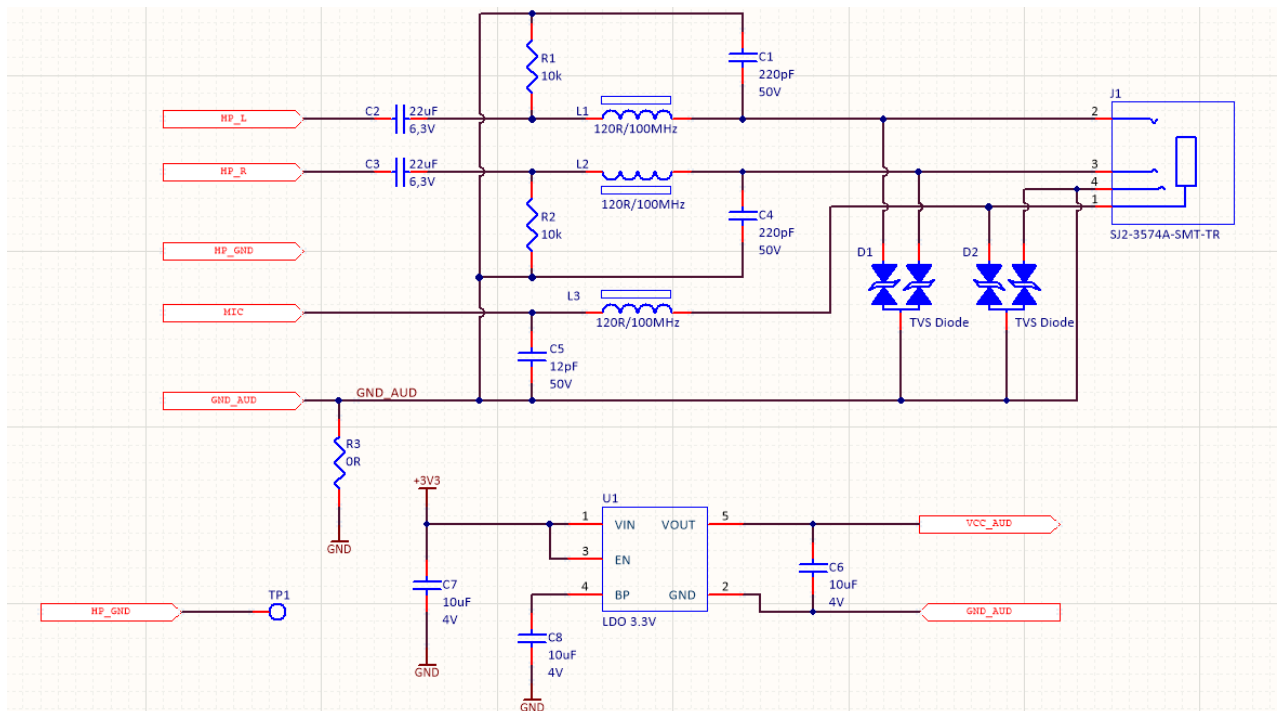 R1
10k
C1
220pF
50V
J1
HP_L
C2
22uF
6,3V
L1
120R/100MHz
2
HP_R
C3
22uF
6,3V
L2
120R/100MHz
3
4
1
R2
10k
C4
220pF
50V
SJ2-3574A-SMT-TR
HP_GND
D1
D2
MIC
L3
120R/100MHz
TVS Diode
TVS Diode
C5
12pF
50V
GND_AUD
GND_AUD
R3
0R
GND
+3V3
U1
1
VIN
VOUT
5
VCC_AUD
3
EN
C7
10uF
4V
C6
10uF
4V
4
BP
GND
2
GND_AUD
LDO 3.3V
HP_GND
TP1
C8
10uF
4V
GND
GND